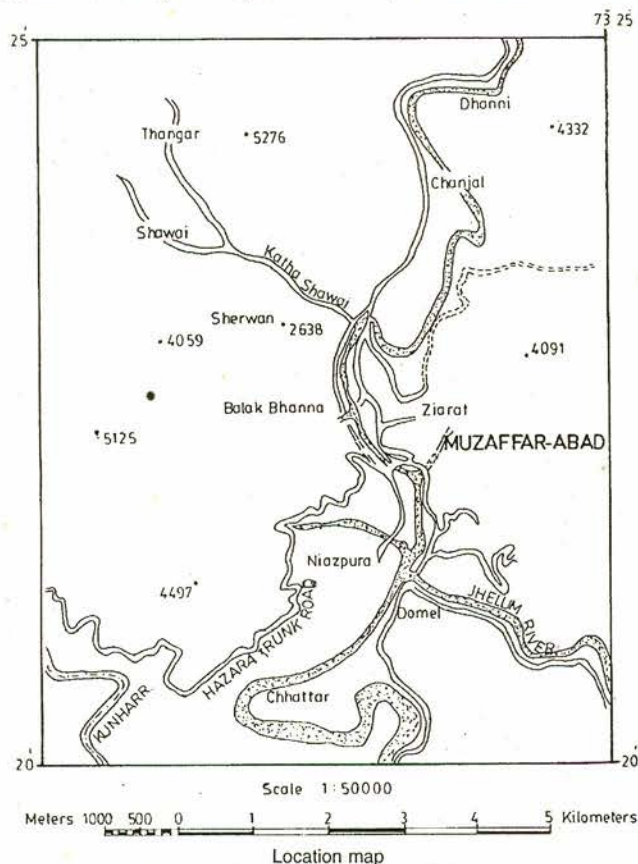 73 25
25'
Dhanni
4332
Thangar
5276
Chanjal
Shawai
Katha Shawai
Sherwan
2638
4059
4091
Balak Bhanna
Ziarat
5125
MUZAFFAR-ABAD
Niazpura
4497
HAZARA TRUNK ROAD
Domel
JHELUM RIVER
KUNHARR
Chhattar
20'
20'
Scale 1:50000
Meters 1000 500 0 1 2 3 4 5 Kilometers
Location map